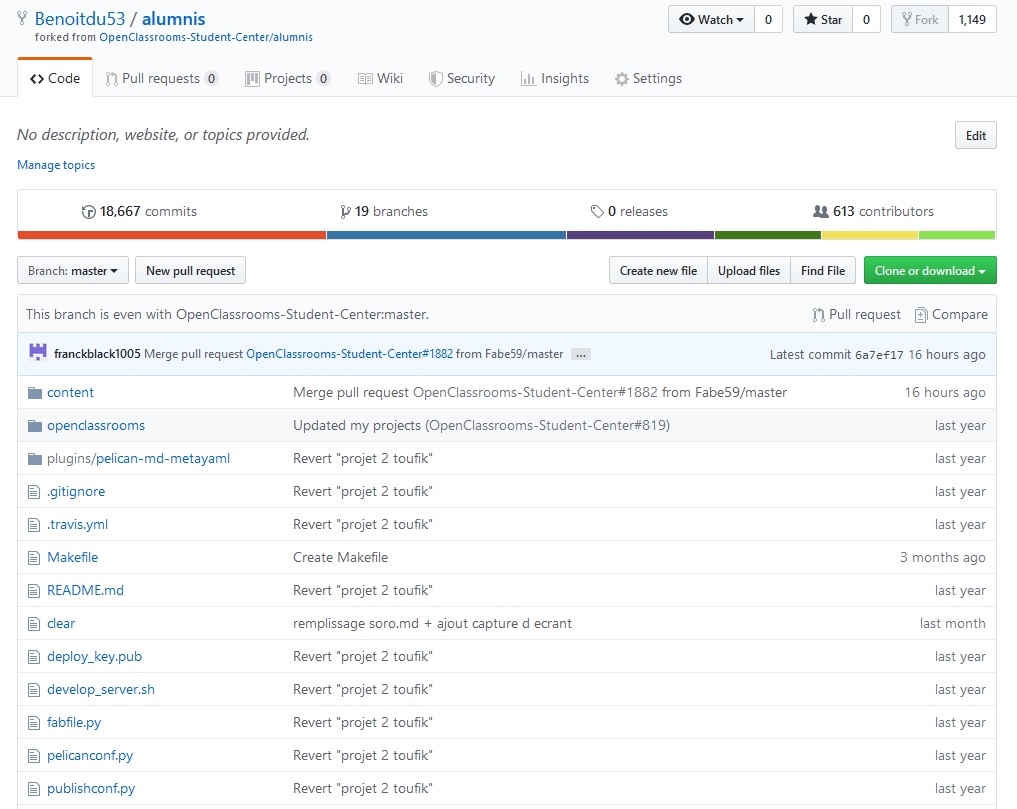 Benoitdu53 / alumnis
Watch 0 Star 0 Fork 1,149
forked from OpenClassrooms-Student-Center/alumnis
Code Pull requests 0 Projects 0 Wiki Security Insights Settings
No description, website, or topics provided. Edit
Manage topics
18,667 commits 19 branches 0 releases 613 contributors
Branch: master New pull request Create new file Upload files Find File Clone or download
This branch is even with OpenClassrooms-Student-Center:master. Pull request Compare
franckblack1005 Merge pull request OpenClassrooms-Student-Center#1882 from Fabe59/master ... Latest commit 6a7ef17 16 hours ago
content Merge pull request OpenClassrooms-Student-Center#1882 from Fabe59/master 16 hours ago
openclassrooms Updated my projects (OpenClassrooms-Student-Center#819) last year
plugins/pelican-md-metayaml Revert "projet 2 toufik" last year
.gitignore Revert "projet 2 toufik" last year
.travis.yml Revert "projet 2 toufik" last year
Makefile Create Makefile 3 months ago
README.md Revert "projet 2 toufik" last year
clear remplissage soro.md + ajout capture d ecrant last month
deploy_key.pub Revert "projet 2 toufik" last year
develop_server.sh Revert "projet 2 toufik" last year
fabfile.py Revert "projet 2 toufik" last year
pelicanconf.py Revert "projet 2 toufik" last year
publishconf.py Revert "projet 2 toufik" last year